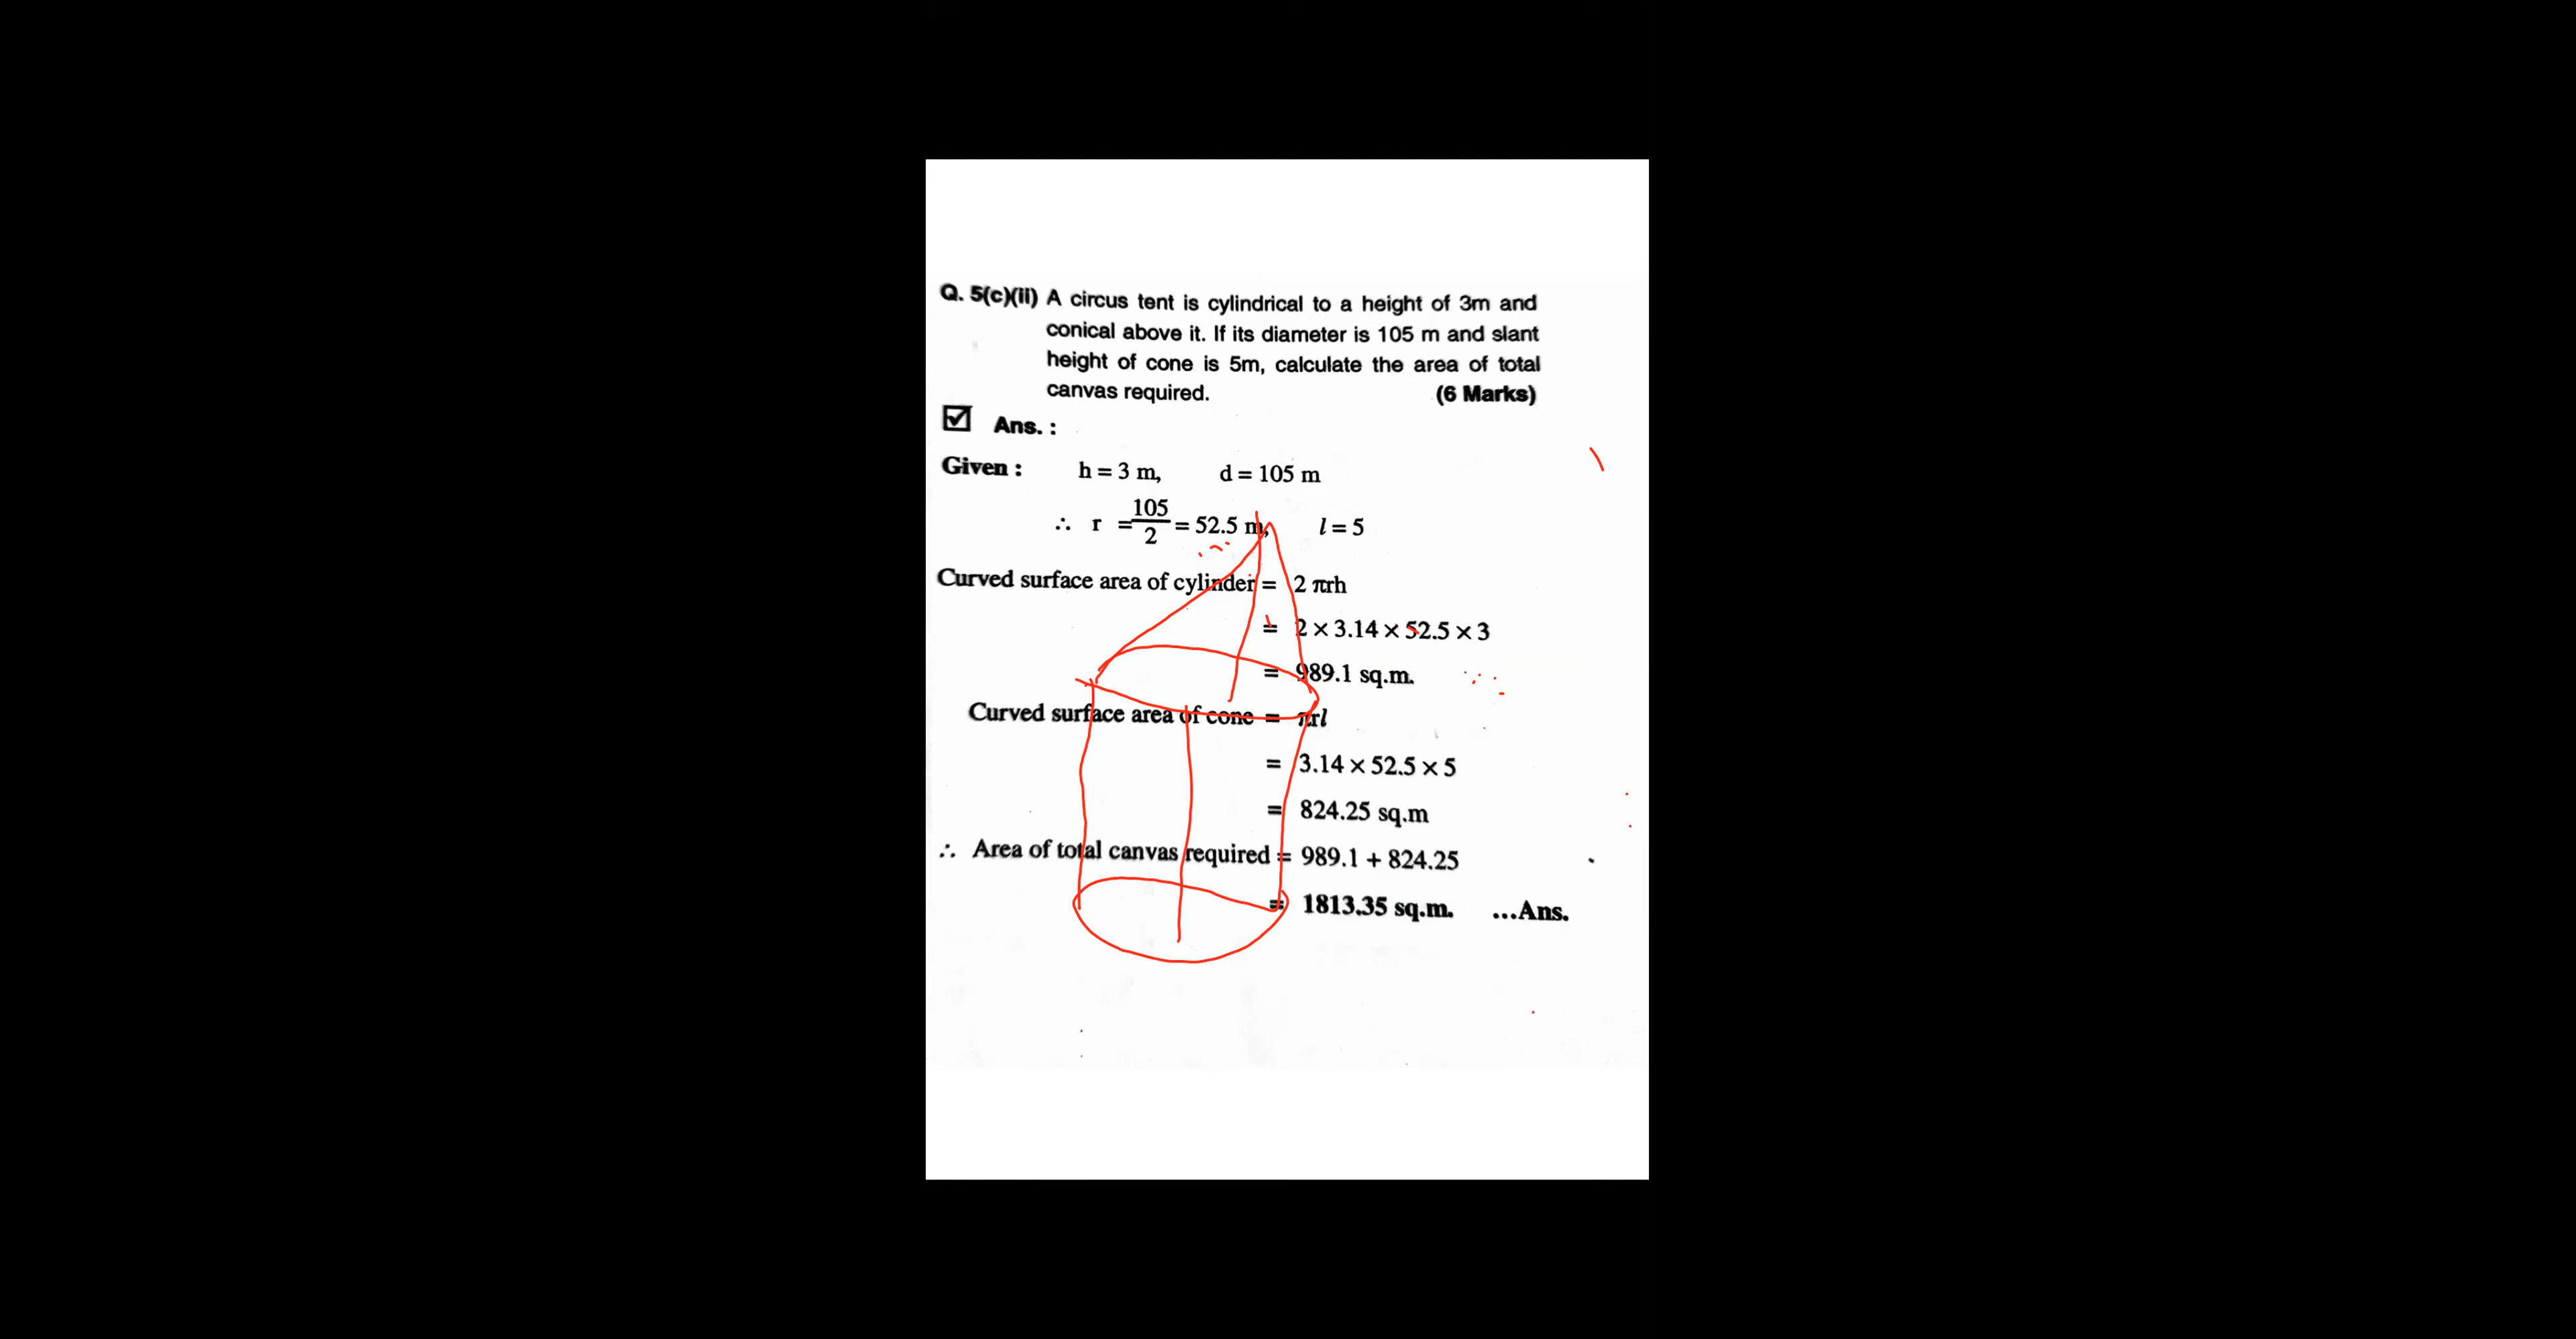 Q. 5(c)(ii) A circus tent is cylindrical to a height of 3m and
conical above it. If its diameter is 105 m and slant
height of cone is 5m, calculate the area of total
canvas required. (6 Marks)
Ans. :
Given : h = 3 m, d = 105 m
∴ r = 105/2 = 52.5 m, l = 5
Curved surface area of cylinder = 2 πrh
= 2 × 3.14 × 52.5 × 3
= 989.1 sq.m.
Curved surface area of cone = πrl
= 3.14 × 52.5 × 5
= 824.25 sq.m
∴ Area of total canvas required = 989.1 + 824.25
= 1813.35 sq.m. ...Ans.